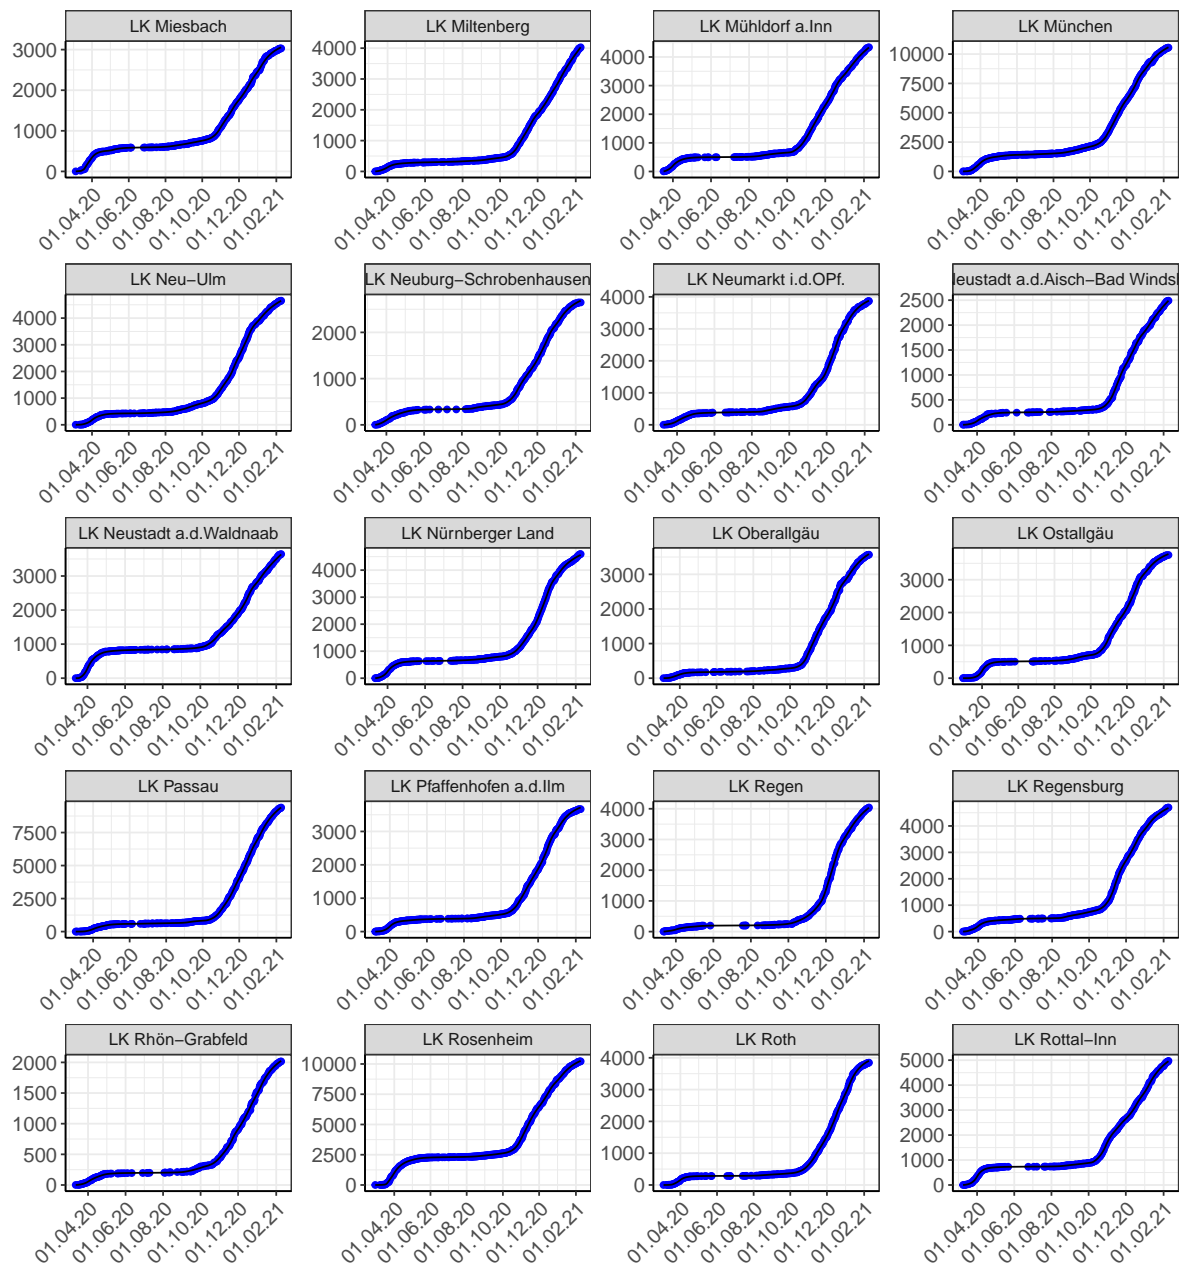 LK Miesbach LK Miltenberg LK Mühldorf a.Inn LK München
3000 2000 1000 0
4000 3000 2000 1000 0
4000 3000 2000 1000 0
10000 7500 5000 2500 0
01.04.20 01.06.20 01.08.20 01.10.20 01.12.20 01.02.21
01.04.20 01.06.20 01.08.20 01.10.20 01.12.20 01.02.21
01.04.20 01.06.20 01.08.20 01.10.20 01.12.20 01.02.21
01.04.20 01.06.20 01.08.20 01.10.20 01.12.20 01.02.21
LK Neu−Ulm LK Neuburg−Schrobenhausen LK Neumarkt i.d.OPf. a.d.Aisch−Bad
4000 3000 2000 1000 0
2000 1000 0
4000 3000 2000 1000 0
2500 2000 1500 1000 500 0
01.04.20 01.06.20 01.08.20 01.10.20 01.12.20 01.02.21
01.04.20 01.06.20 01.08.20 01.10.20 01.12.20 01.02.21
01.04.20 01.06.20 01.08.20 01.10.20 01.12.20 01.02.21
01.04.20 01.06.20 01.08.20 01.10.20 01.12.20 01.02.21
LK Neustadt a.d.Waldnaab LK Nürnberger Land LK Oberallgäu LK Ostallgäu
3000 2000 1000 0
4000 3000 2000 1000 0
3000 2000 1000 0
3000 2000 1000 0
01.04.20 01.06.20 01.08.20 01.10.20 01.12.20 01.02.21
01.04.20 01.06.20 01.08.20 01.10.20 01.12.20 01.02.21
01.04.20 01.06.20 01.08.20 01.10.20 01.12.20 01.02.21
01.04.20 01.06.20 01.08.20 01.10.20 01.12.20 01.02.21
LK Passau LK Pfaffenhofen a.d.Ilm LK Regen LK Regensburg
7500 5000 2500 0
3000 2000 1000 0
4000 3000 2000 1000 0
4000 3000 2000 1000 0
01.04.20 01.06.20 01.08.20 01.10.20 01.12.20 01.02.21
01.04.20 01.06.20 01.08.20 01.10.20 01.12.20 01.02.21
01.04.20 01.06.20 01.08.20 01.10.20 01.12.20 01.02.21
01.04.20 01.06.20 01.08.20 01.10.20 01.12.20 01.02.21
LK Rhön−Grabfeld LK Rosenheim LK Roth LK Rottal−Inn
2000 1500 1000 500 0
10000 7500 5000 2500 0
4000 3000 2000 1000 0
5000 4000 3000 2000 1000 0
01.04.20 01.06.20 01.08.20 01.10.20 01.12.20 01.02.21
01.04.20 01.06.20 01.08.20 01.10.20 01.12.20 01.02.21
01.04.20 01.06.20 01.08.20 01.10.20 01.12.20 01.02.21
01.04.20 01.06.20 01.08.20 01.10.20 01.12.20 01.02.21